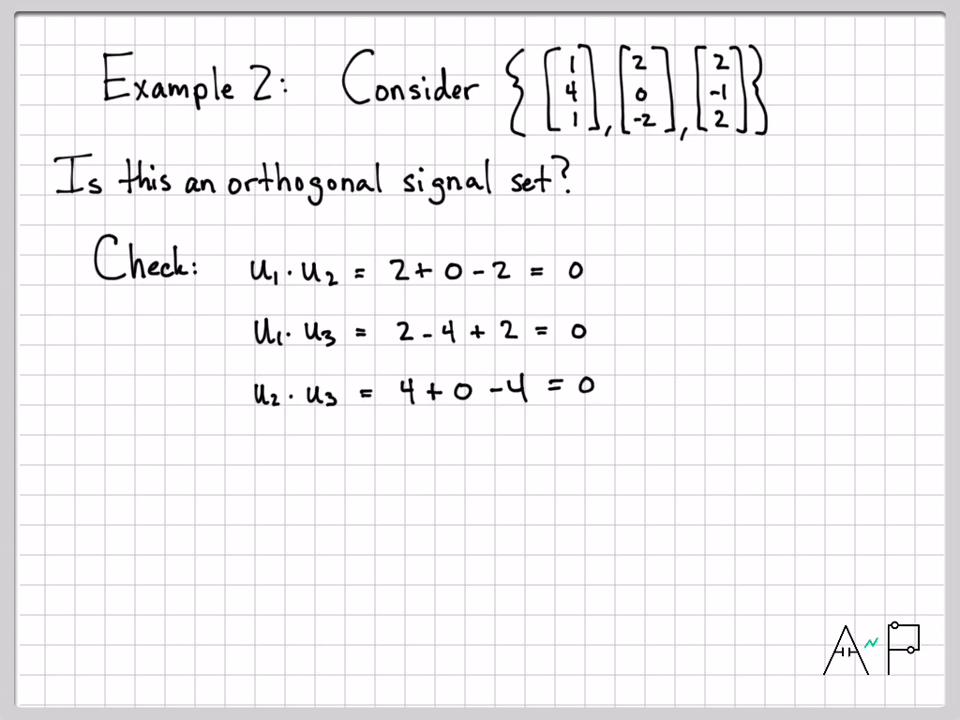 Example 2: Consider { [1 4 1], [2 0 -2], [2 -1 2] }
Is this an orthogonal signal set?
Check: u₁ · u₂ = 2 + 0 - 2 = 0
u₁ · u₃ = 2 - 4 + 2 = 0
u₂ · u₃ = 4 + 0 - 4 = 0
A~P